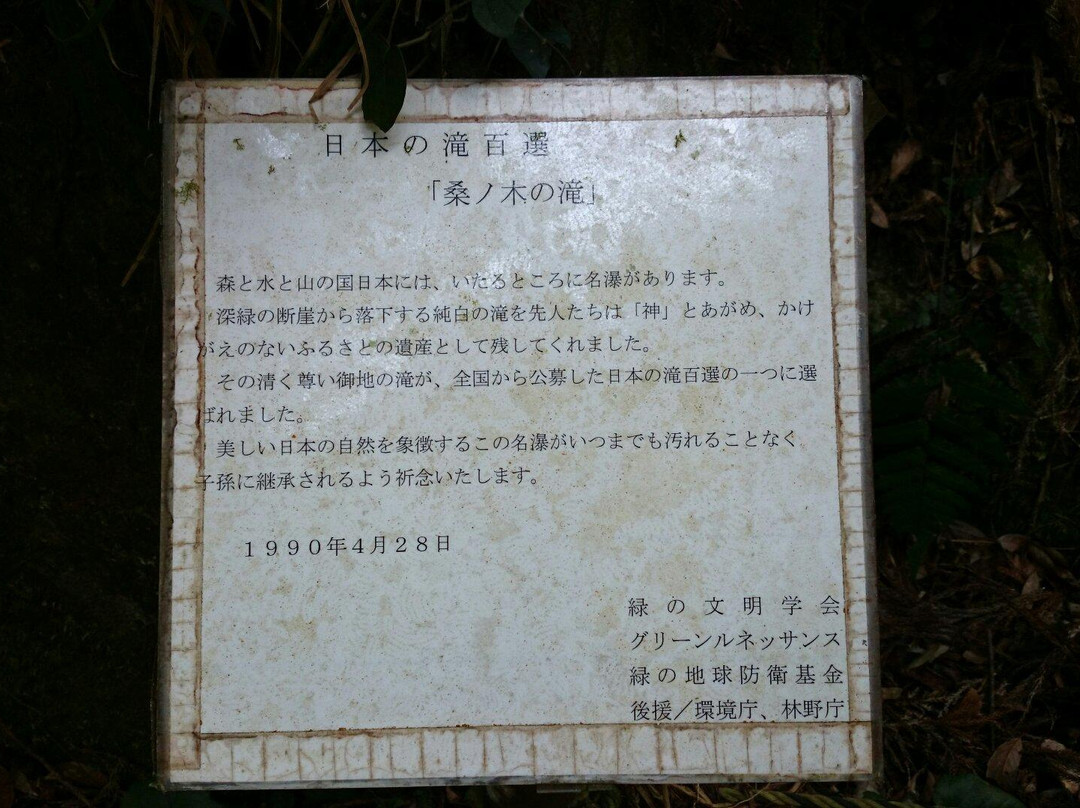 日本の滝百選
「桑ノ木の滝」
森と水と山の国日本には、いたるところに名瀑があります。
深緑の断崖から落下する純白の滝を先人たちは「神」とあがめ、かけ
がえのないふるさとの遺産として残してくれました。
その清く尊い御地の滝が、全国から公募した日本の滝百選の一つに選
ばれました。
美しい日本の自然を象徴するこの名瀑がいつまでも汚れることなく
子孫に継承されるよう祈念いたします。
１９９０年４月２８日
緑の文明学会
グリーンルネッサンス
緑の地球防衛基金
後援／環境庁、林野庁